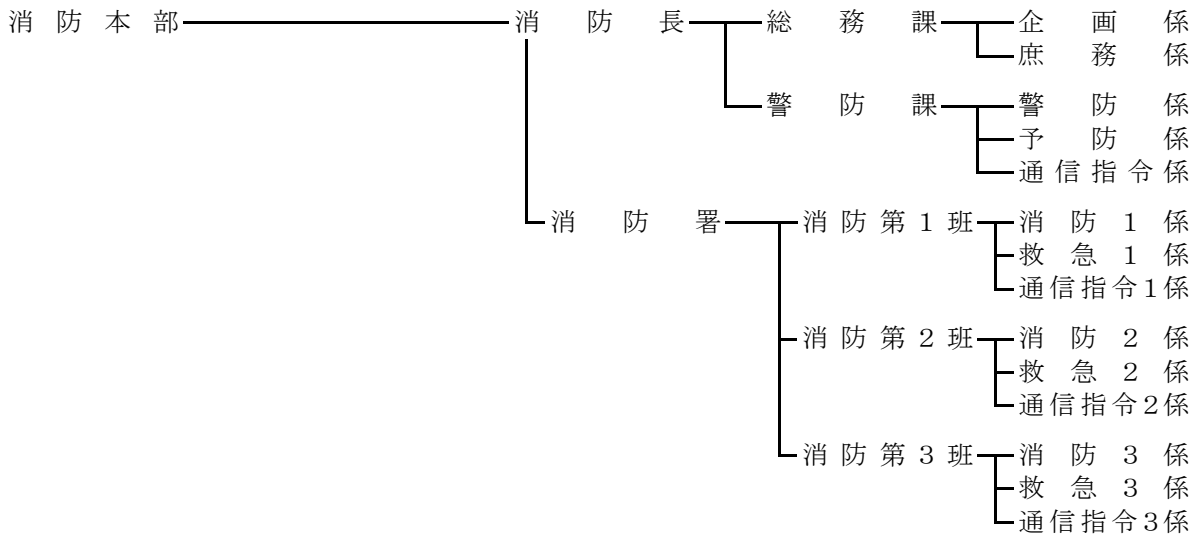 消防本部 消防長 総務課 企画係
庶務係
警防課 警防係
予防係
通信指令係
消防署 消防第1班 消防1係
救急1係
通信指令1係
消防第2班 消防2係
救急2係
通信指令2係
消防第3班 消防3係
救急3係
通信指令3係